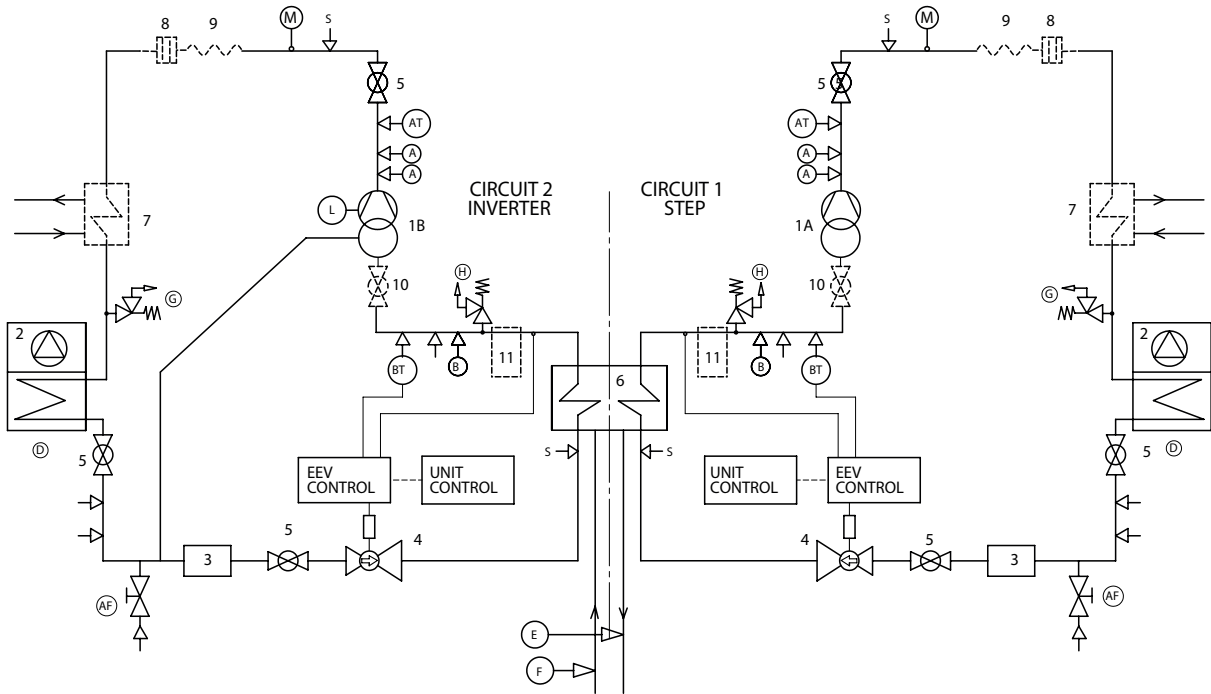 8 9 M S S M 9 8
5 5 5
AT AT
A A
A A
CIRCUIT 2 CIRCUIT 1
INVERTER STEP
7 L 1B 1A 7
10 10
H H
G G
2 11 11 2
BT B B BT
6
D 5 S S 5 D
EEV UNIT UNIT EEV
CONTROL CONTROL CONTROL CONTROL
5 4 4 5
3 3
AF AF
E
F